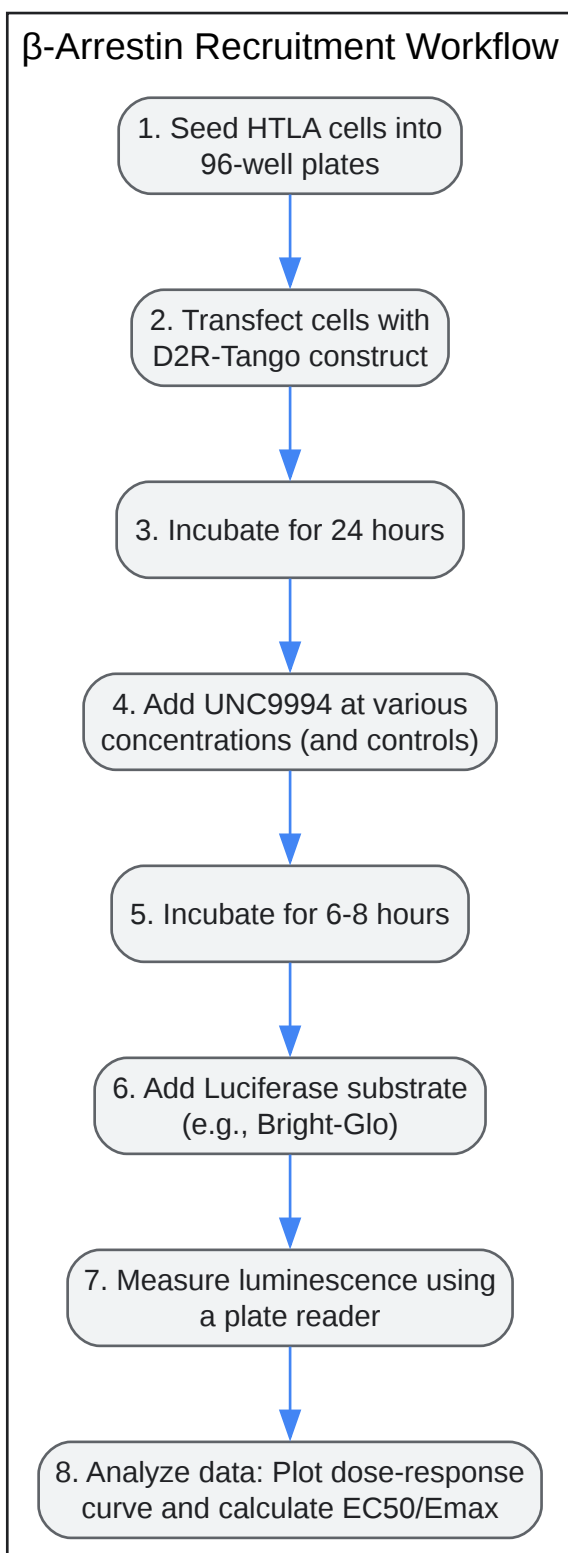 β-Arrestin Recruitment Workflow
1. Seed HTLA cells into
96-well plates
2. Transfect cells with
D2R-Tango construct
3. Incubate for 24 hours
4. Add UNC9994 at various
concentrations (and controls)
5. Incubate for 6-8 hours
6. Add Luciferase substrate
(e.g., Bright-Glo)
7. Measure luminescence using
a plate reader
8. Analyze data: Plot dose-response
curve and calculate EC50/Emax